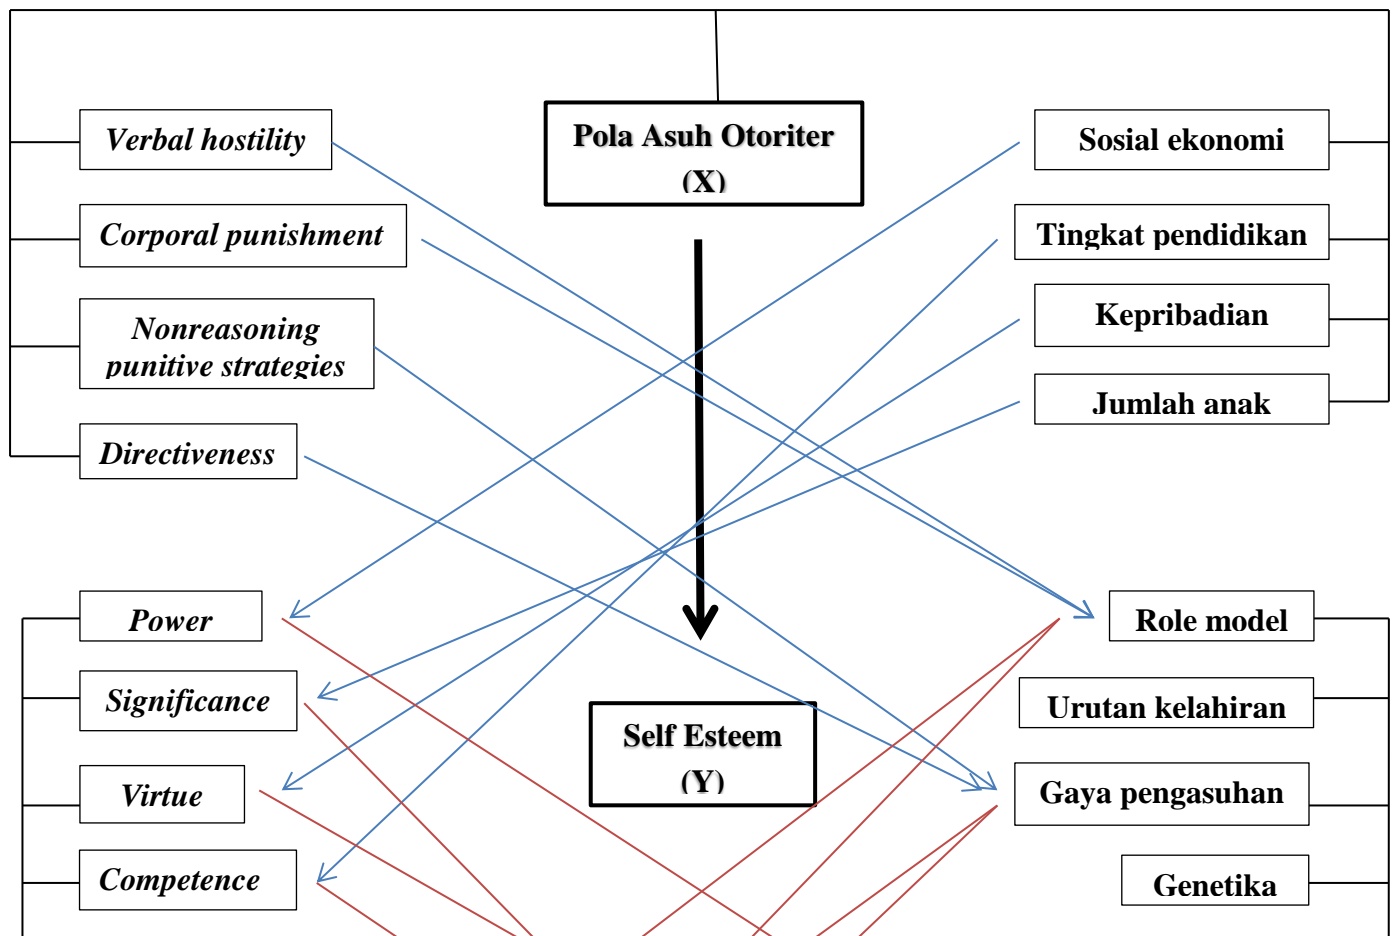 Verbal hostility
Corporal punishment
Nonreasoning
punitive strategies
Directiveness
Pola Asuh Otoriter
(X)
Sosial ekonomi
Tingkat pendidikan
Kepribadian
Jumlah anak
Power
Significance
Virtue
Competence
Self Esteem
(Y)
Role model
Urutan kelahiran
Gaya pengasuhan
Genetika